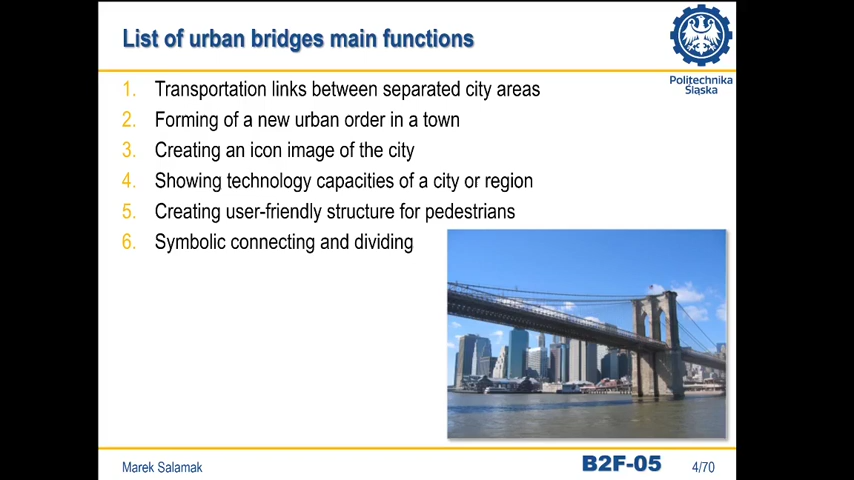 List of urban bridges main functions
Politechnika
Śląska
1. Transportation links between separated city areas
2. Forming of a new urban order in a town
3. Creating an icon image of the city
4. Showing technology capacities of a city or region
5. Creating user-friendly structure for pedestrians
6. Symbolic connecting and dividing
Marek Salamak
B2F-05
4/70